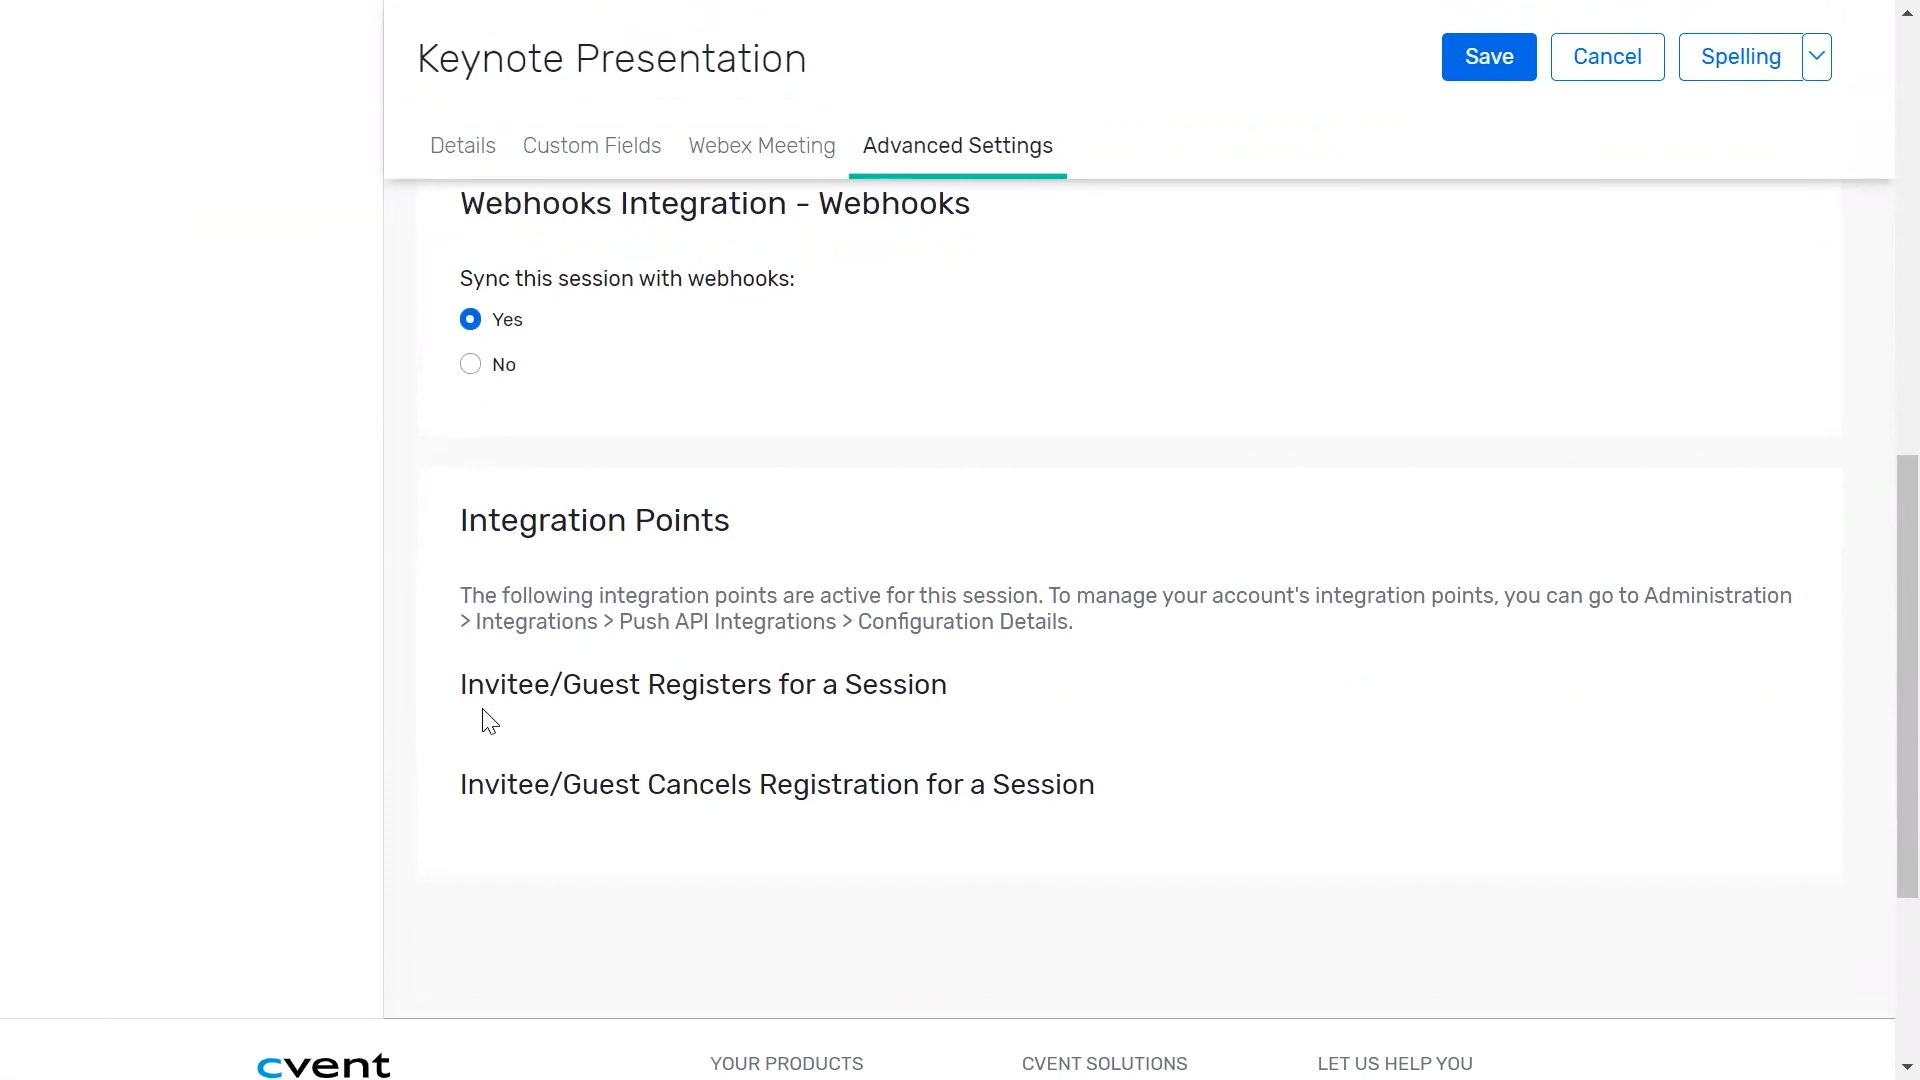 Keynote Presentation
Save
Cancel
Spelling
Details
Custom Fields
Webex Meeting
Advanced Settings
Webhooks Integration - Webhooks
Sync this session with webhooks:
Yes
No
Integration Points
The following integration points are active for this session. To manage your account's integration points, you can go to Administration
> Integrations > Push API Integrations > Configuration Details.
Invitee/Guest Registers for a Session
Invitee/Guest Cancels Registration for a Session
cvent
YOUR PRODUCTS
CVENT SOLUTIONS
LET US HELP YOU